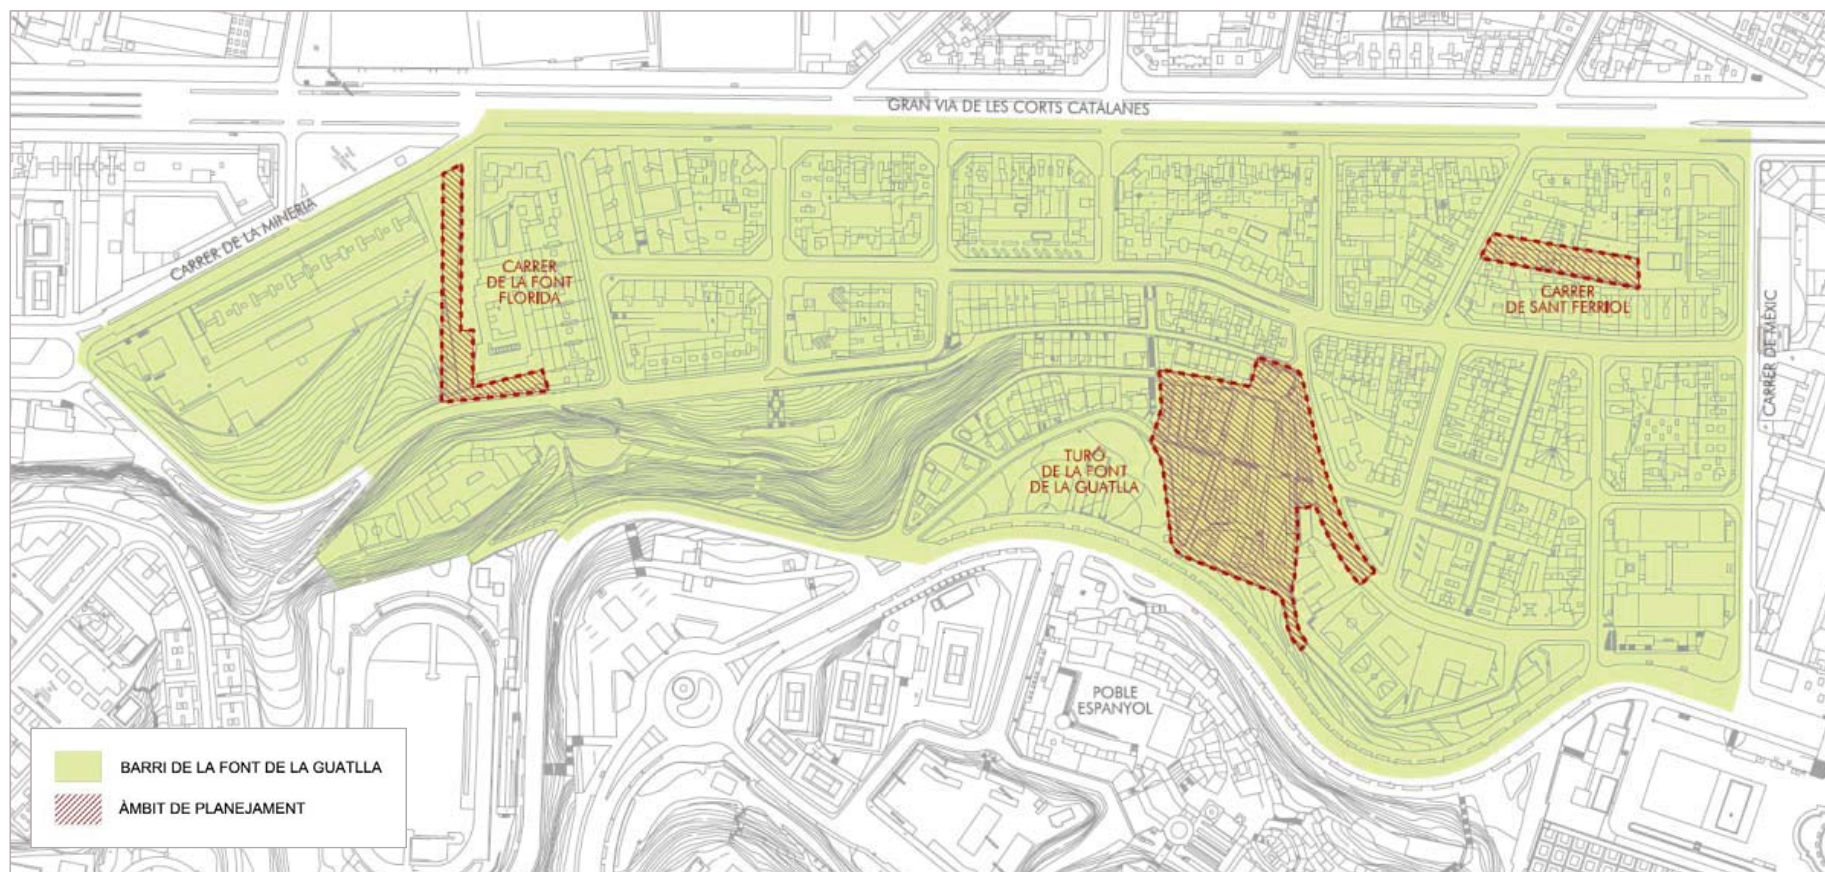 GRAN VIA DE LES CORTS CATALANES
CARRER DE LA MINERIA
CARRER
DE LA FONT
FLORIDA
CARRER
DE SANT FERRIOL
CARRER DE MÈXIC
TURÓ
DE LA FONT
DE LA GUATLLA
POBLE
ESPANYOL
BARRI DE LA FONT DE LA GUATLLA
ÀMBIT DE PLANEJAMENT